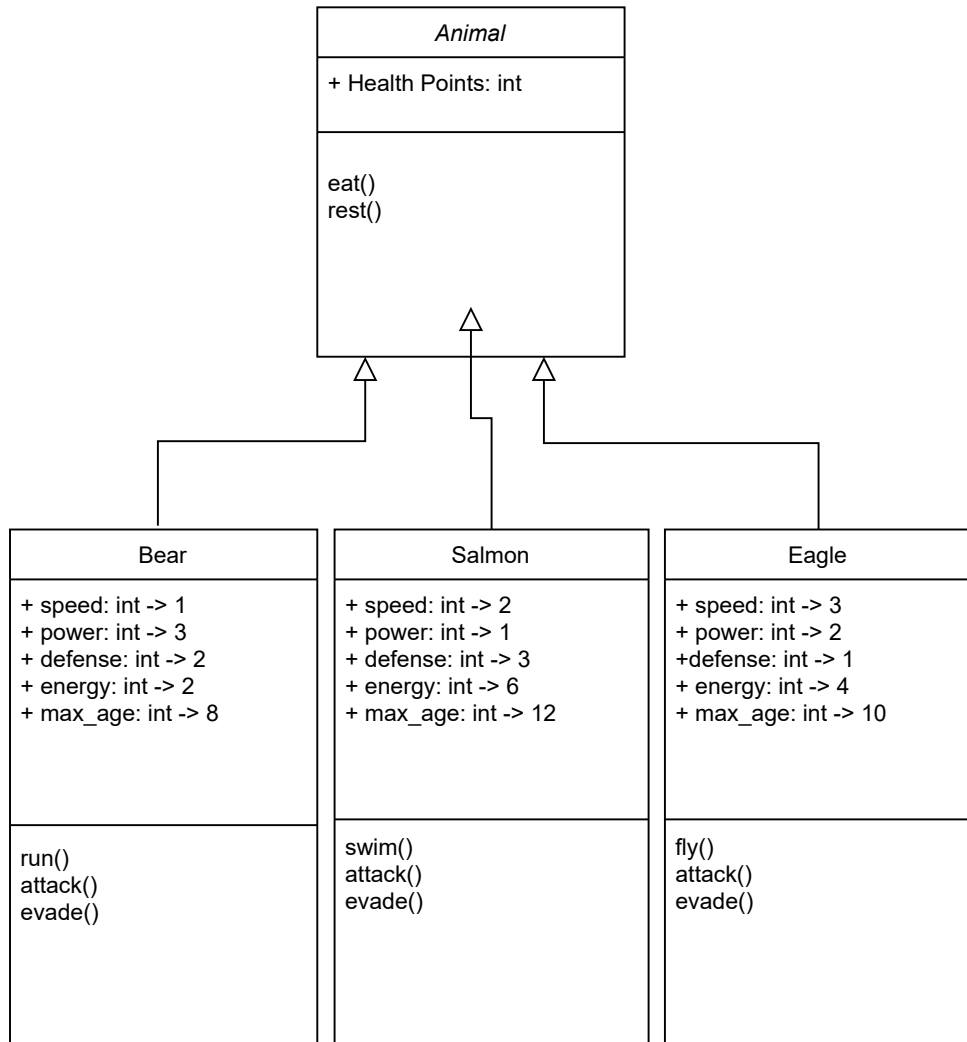 Animal
+ Health Points: int
eat()
rest()
Bear
+ speed: int -> 1
+ power: int -> 3
+ defense: int -> 2
+ energy: int -> 2
+ max_age: int -> 8
run()
attack()
evade()
Salmon
+ speed: int -> 2
+ power: int -> 1
+ defense: int -> 3
+ energy: int -> 6
+ max_age: int -> 12
swim()
attack()
evade()
Eagle
+ speed: int -> 3
+ power: int -> 2
+defense: int -> 1
+ energy: int -> 4
+ max_age: int -> 10
fly()
attack()
evade()